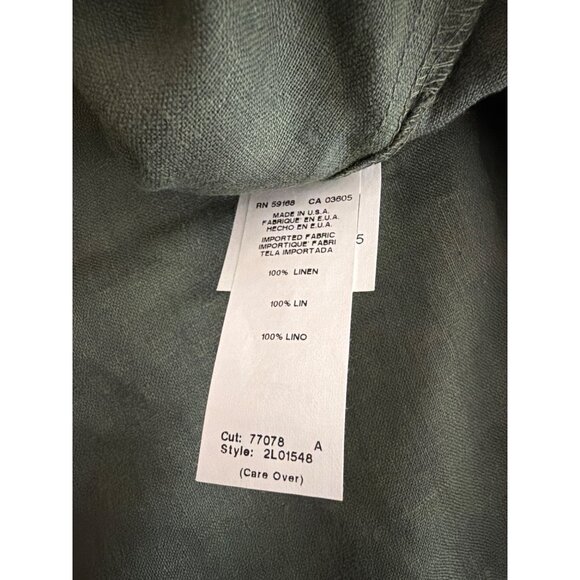 RN 59168 CA 03605
MADE IN U.S.A.
FABRIQUE' EN E.U.A.
HECHO EN E.U.A.
IMPORTED FABRIC
IMPORTIQUE' FABRI
TELA IMPORTADA
5
100% LINEN
100% LIN
100% LINO
Cut: 77078 A
Style: 2L01548
(Care Over)